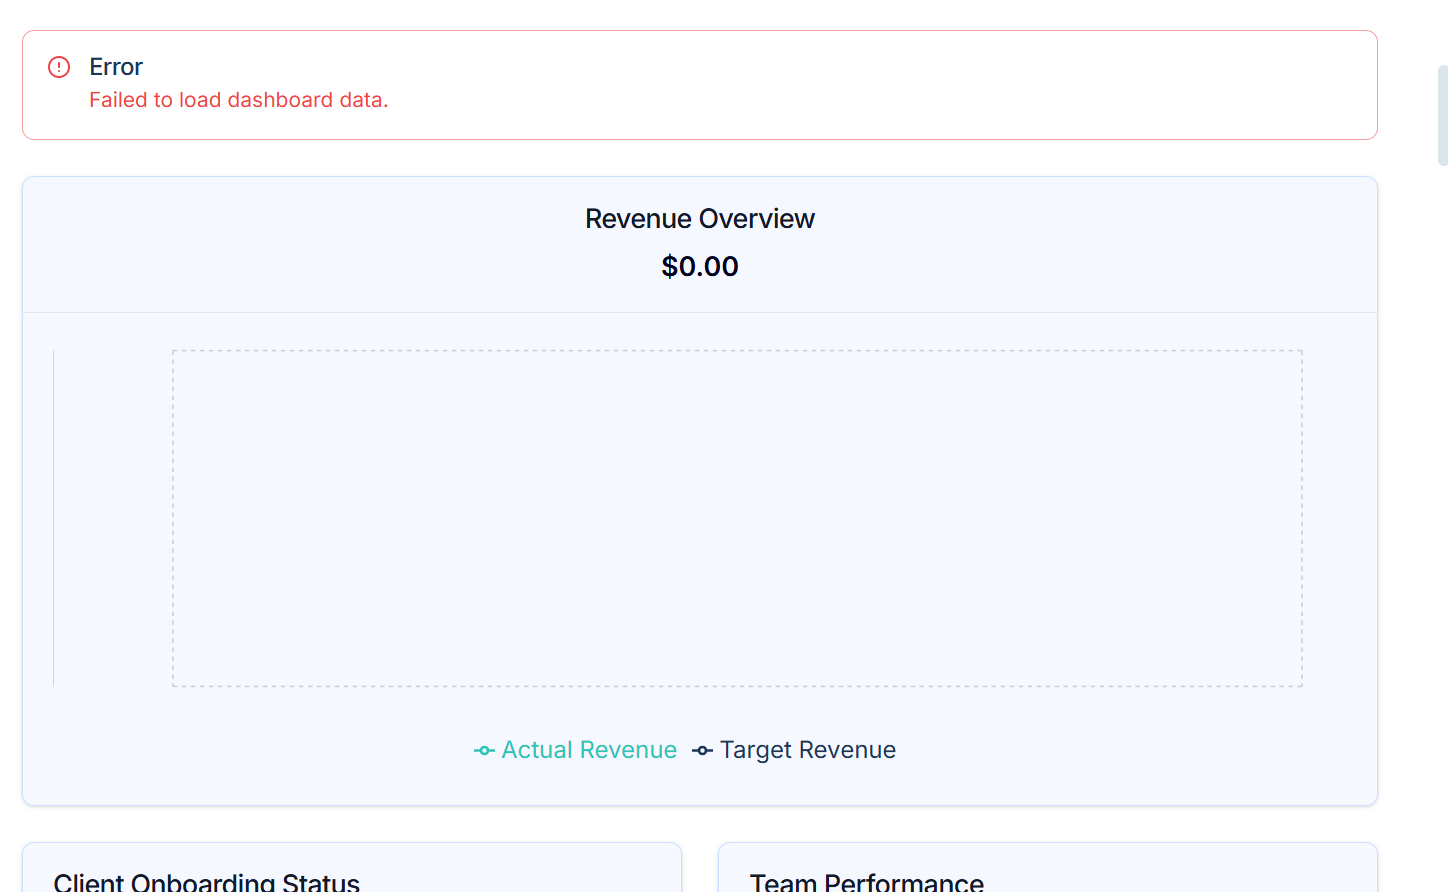 Error
Failed to load dashboard data.
Revenue Overview
$0.00
Actual Revenue Target Revenue
Client Onboarding Status
Team Performance